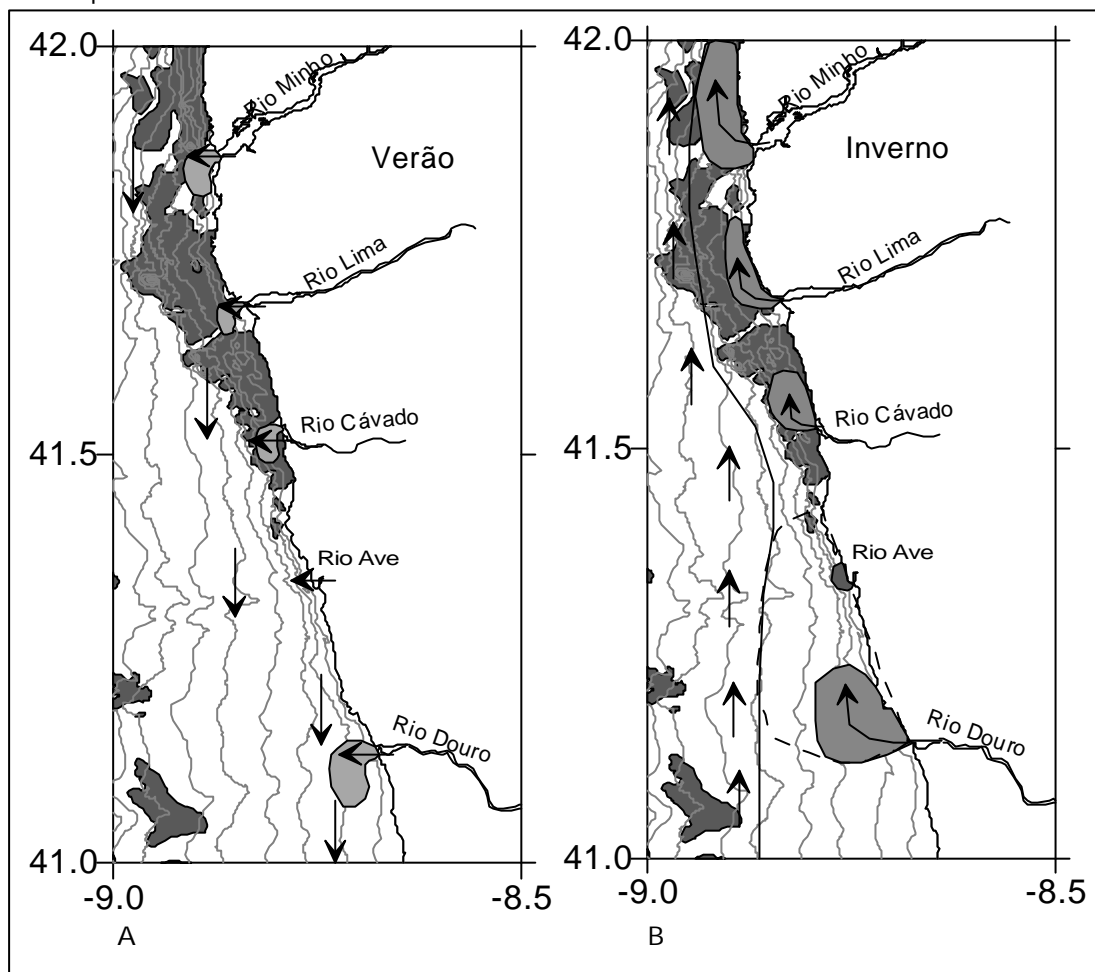 42.0
Rio Minho
Verão
Rio Lima
41.5
Rio Cávado
Rio Ave
Rio Douro
41.0
-9.0
-8.5
A
42.0
Rio Minho
Inverno
Rio Lima
41.5
Rio Cávado
Rio Ave
Rio Douro
41.0
-9.0
-8.5
B